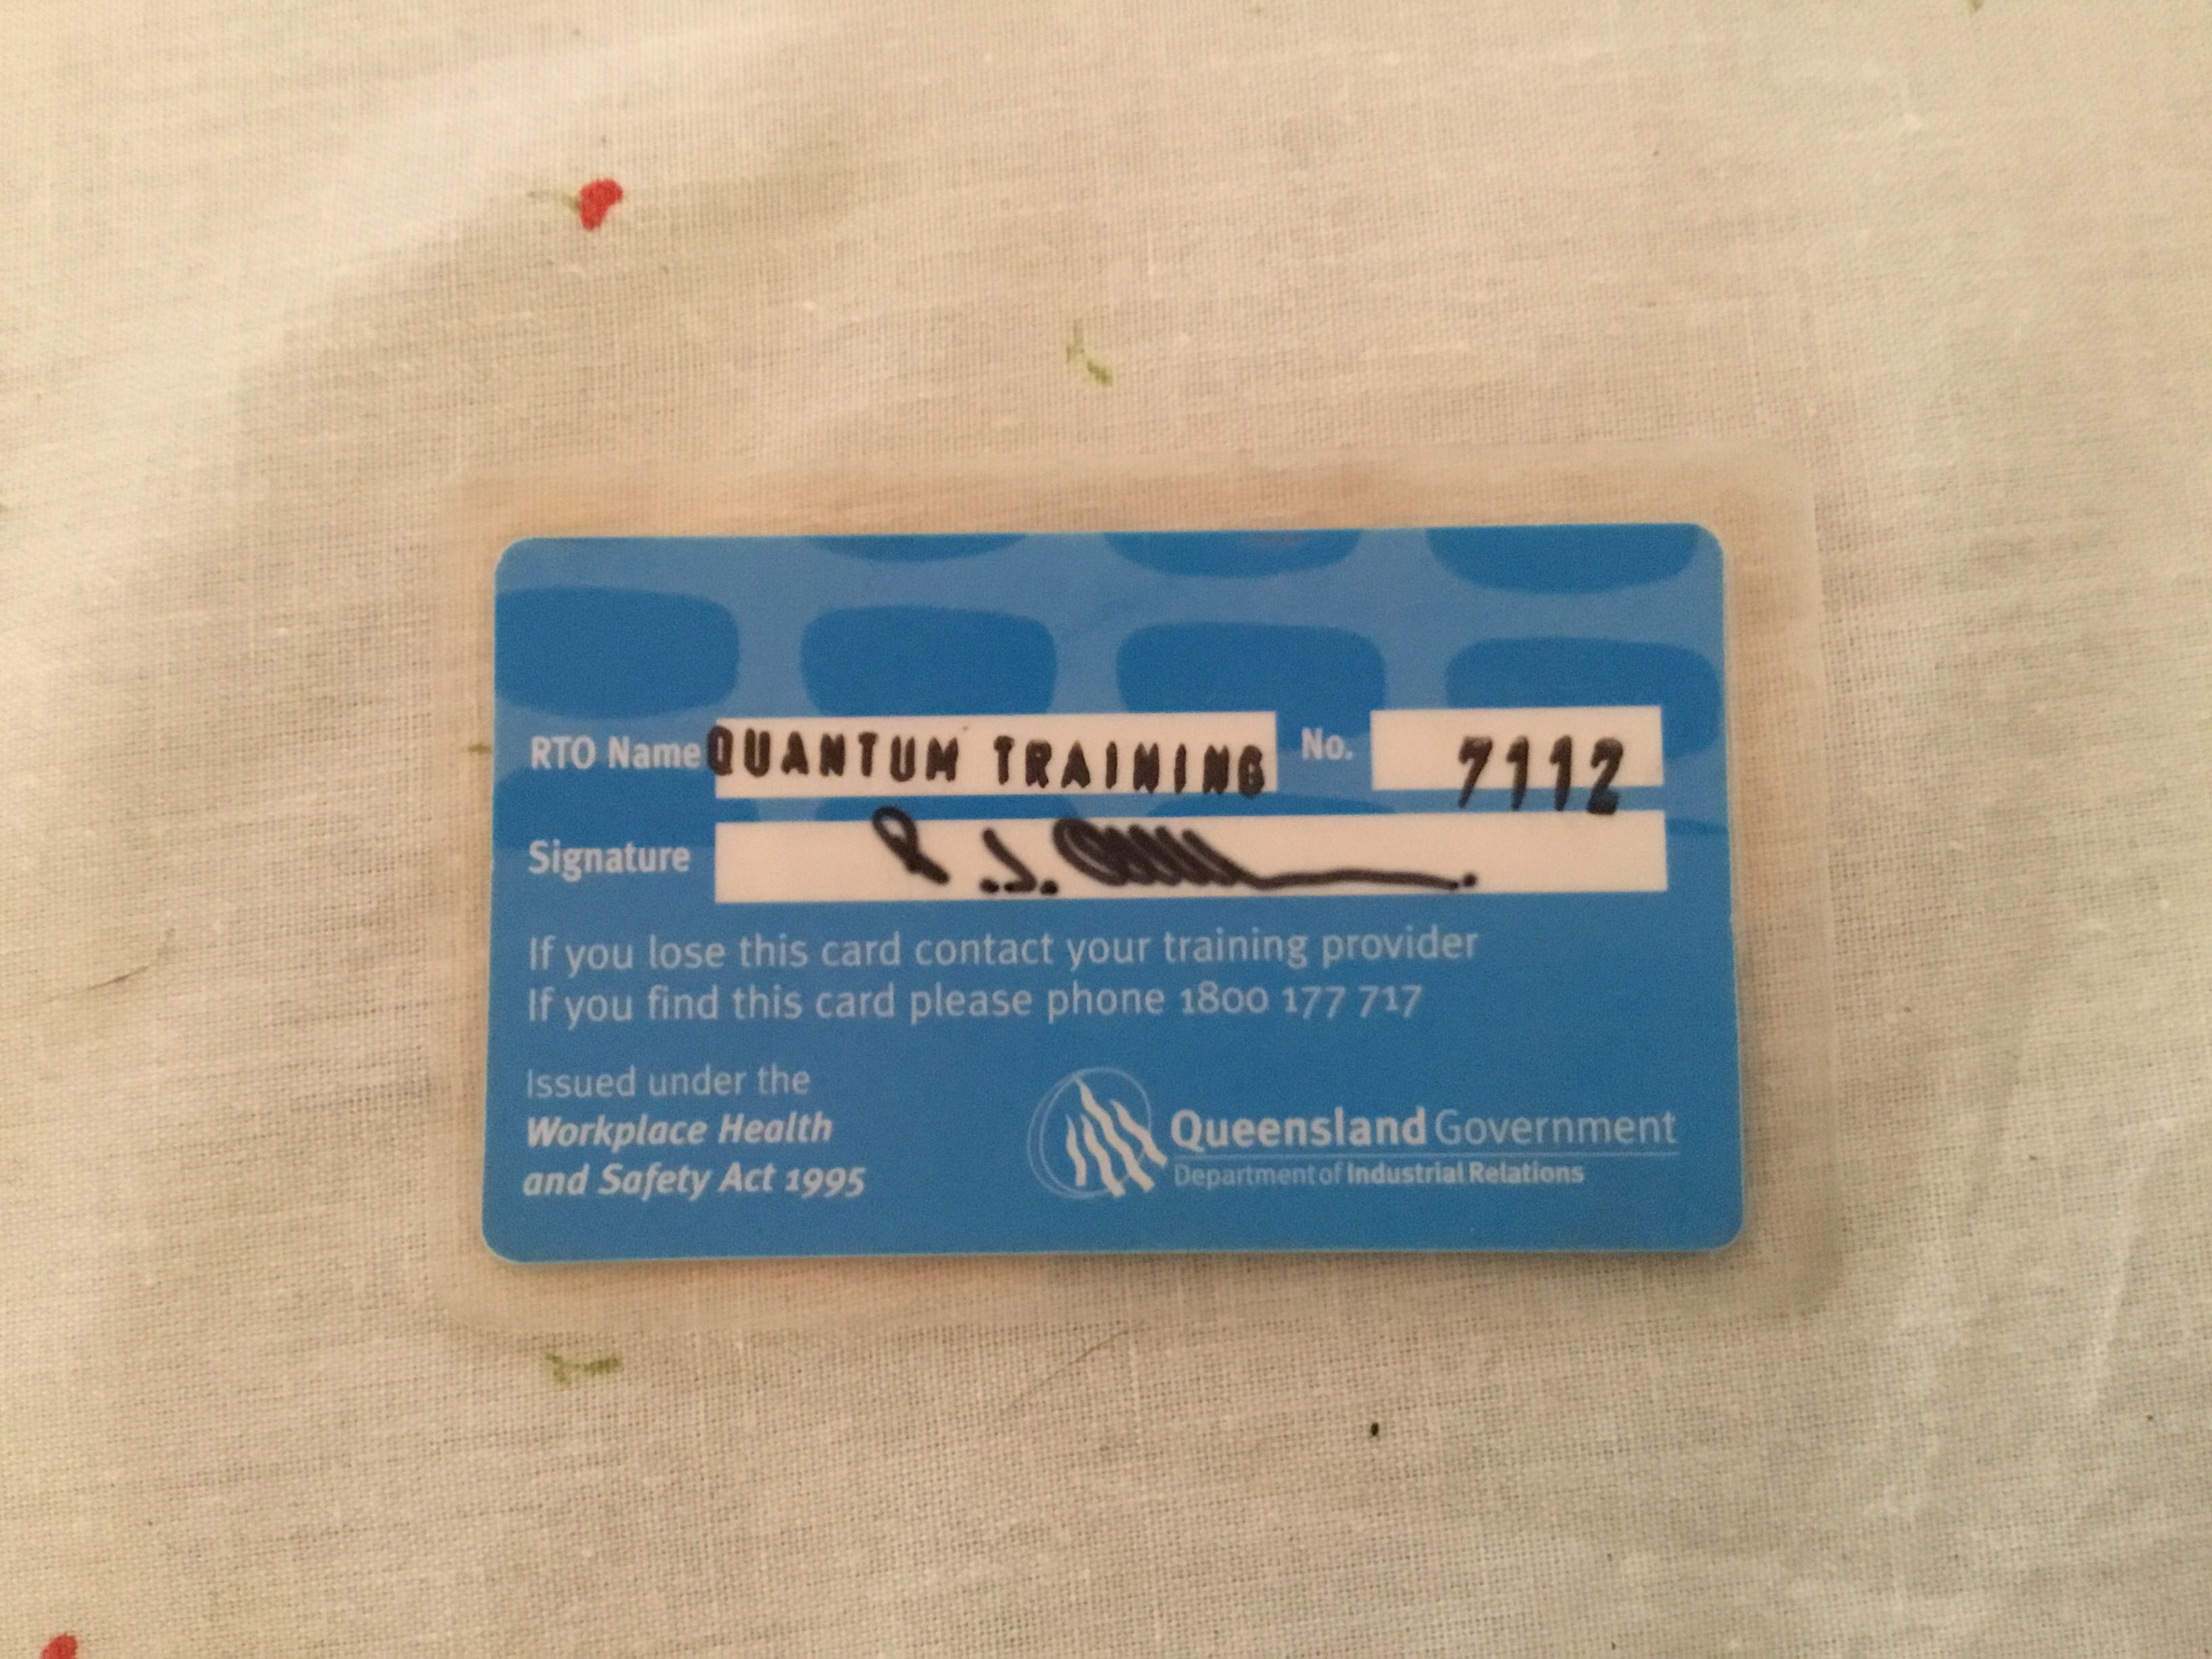 RTO Name QUANTUM TRAINING No. 7112
Signature
If you lose this card contact your training provider
If you find this card please phone 1800 177 717
Issued under the
Workplace Health
and Safety Act 1995
Queensland Government
Department of Industrial Relations